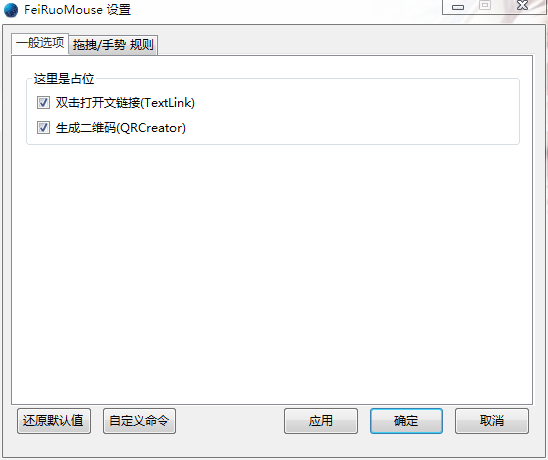 FeiRuoMouse 设置
一般选项 拖拽/手势 规则
这里是占位
双击打开文链接(TextLink)
生成二维码(QRCreator)
还原默认值 自定义命令 应用 确定 取消